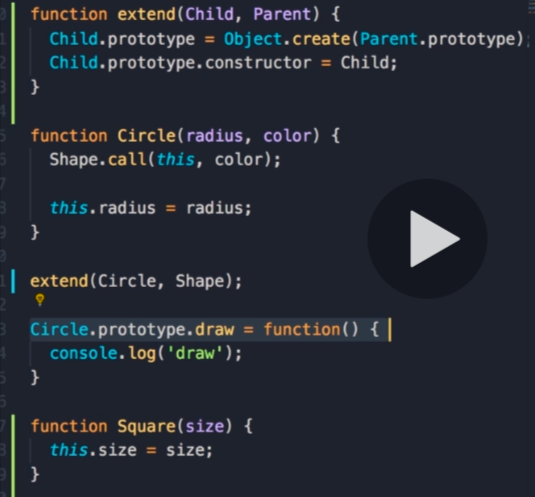 function extend(Child, Parent) {
  Child.prototype = Object.create(Parent.prototype);
  Child.prototype.constructor = Child;
}
function Circle(radius, color) {
  Shape.call(this, color);
  this.radius = radius;
}
extend(Circle, Shape);
Circle.prototype.draw = function() {
  console.log('draw');
}
function Square(size) {
  this.size = size;
}